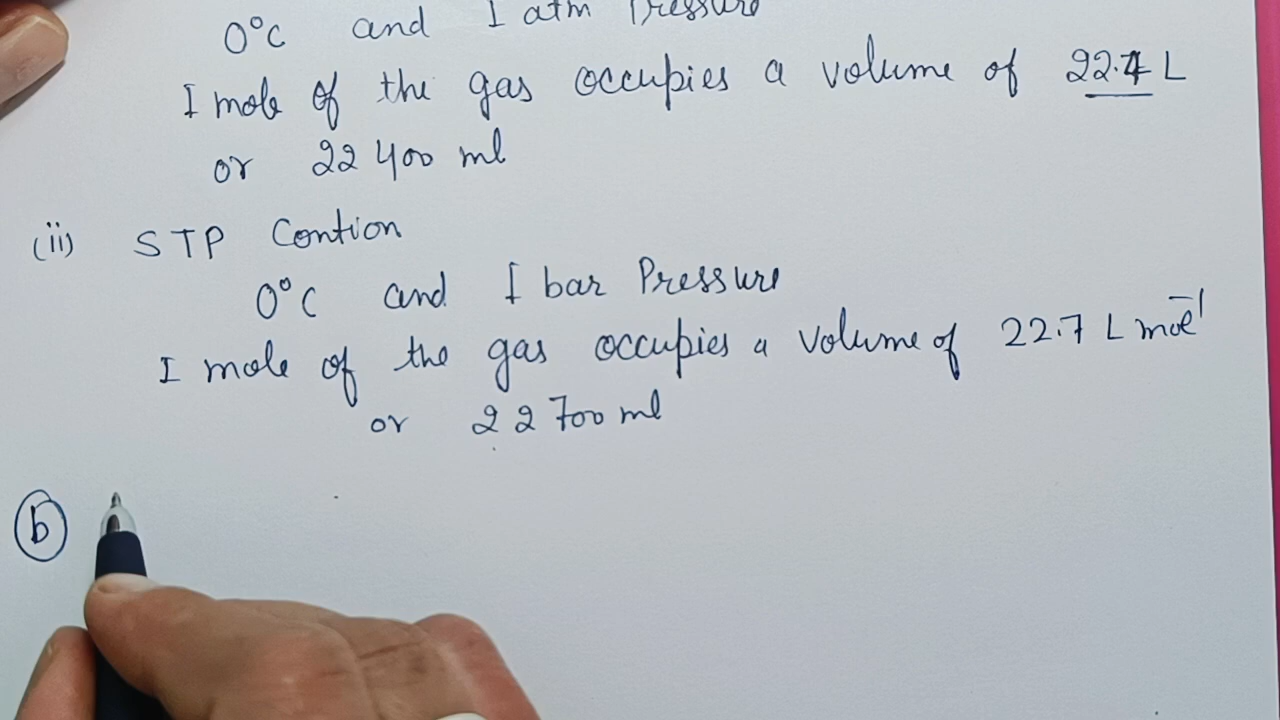 0°C and 1 atm Pressure
1 mole of the gas occupies a volume of 22.4 L
or 22400 ml
(ii) STP Contion
0°C and 1 bar Pressure
1 mole of the gas occupies a volume of 22.7 L mol⁻¹
or 22700 ml
(b)